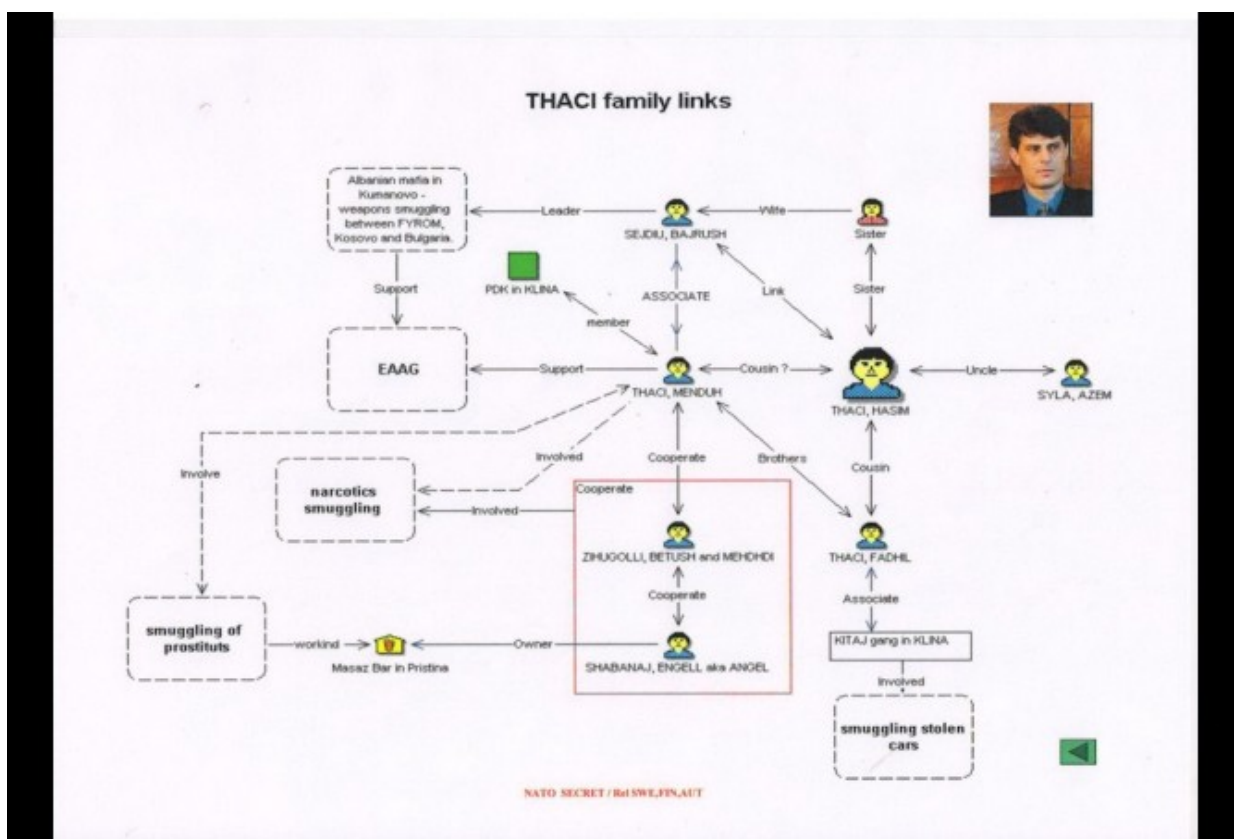 THACI family links
Albanian mafia in
Kumanovo -
weapons smuggling
between FYROM,
Kosovo and Bulgaria.
Leader
SEJDIU, BAJRUSH
Wife
Sister
Support
PDK in KLINA
ASSOCIATE
Link
Sister
member
EAAG
Support
THACI, MENDUH
Cousin ?
THACI, HASIM
Uncle
SYLA, AZEM
Involve
Involved
Cooperate
Brothers
Cousin
narcotics
smuggling
Involved
Cooperate
ZIHUGOLLI, BETUSH and MEHDHDI
THACI, FADHIL
Cooperate
Associate
smuggling of
prostituts
workind
Masaz Bar in Pristina
Owner
SHABANAJ, ENGELL aka ANGEL
KITAJ gang in KLINA
Involved
smuggling stolen
cars
NATO SECRET / Rel SWE,FIN,AUT